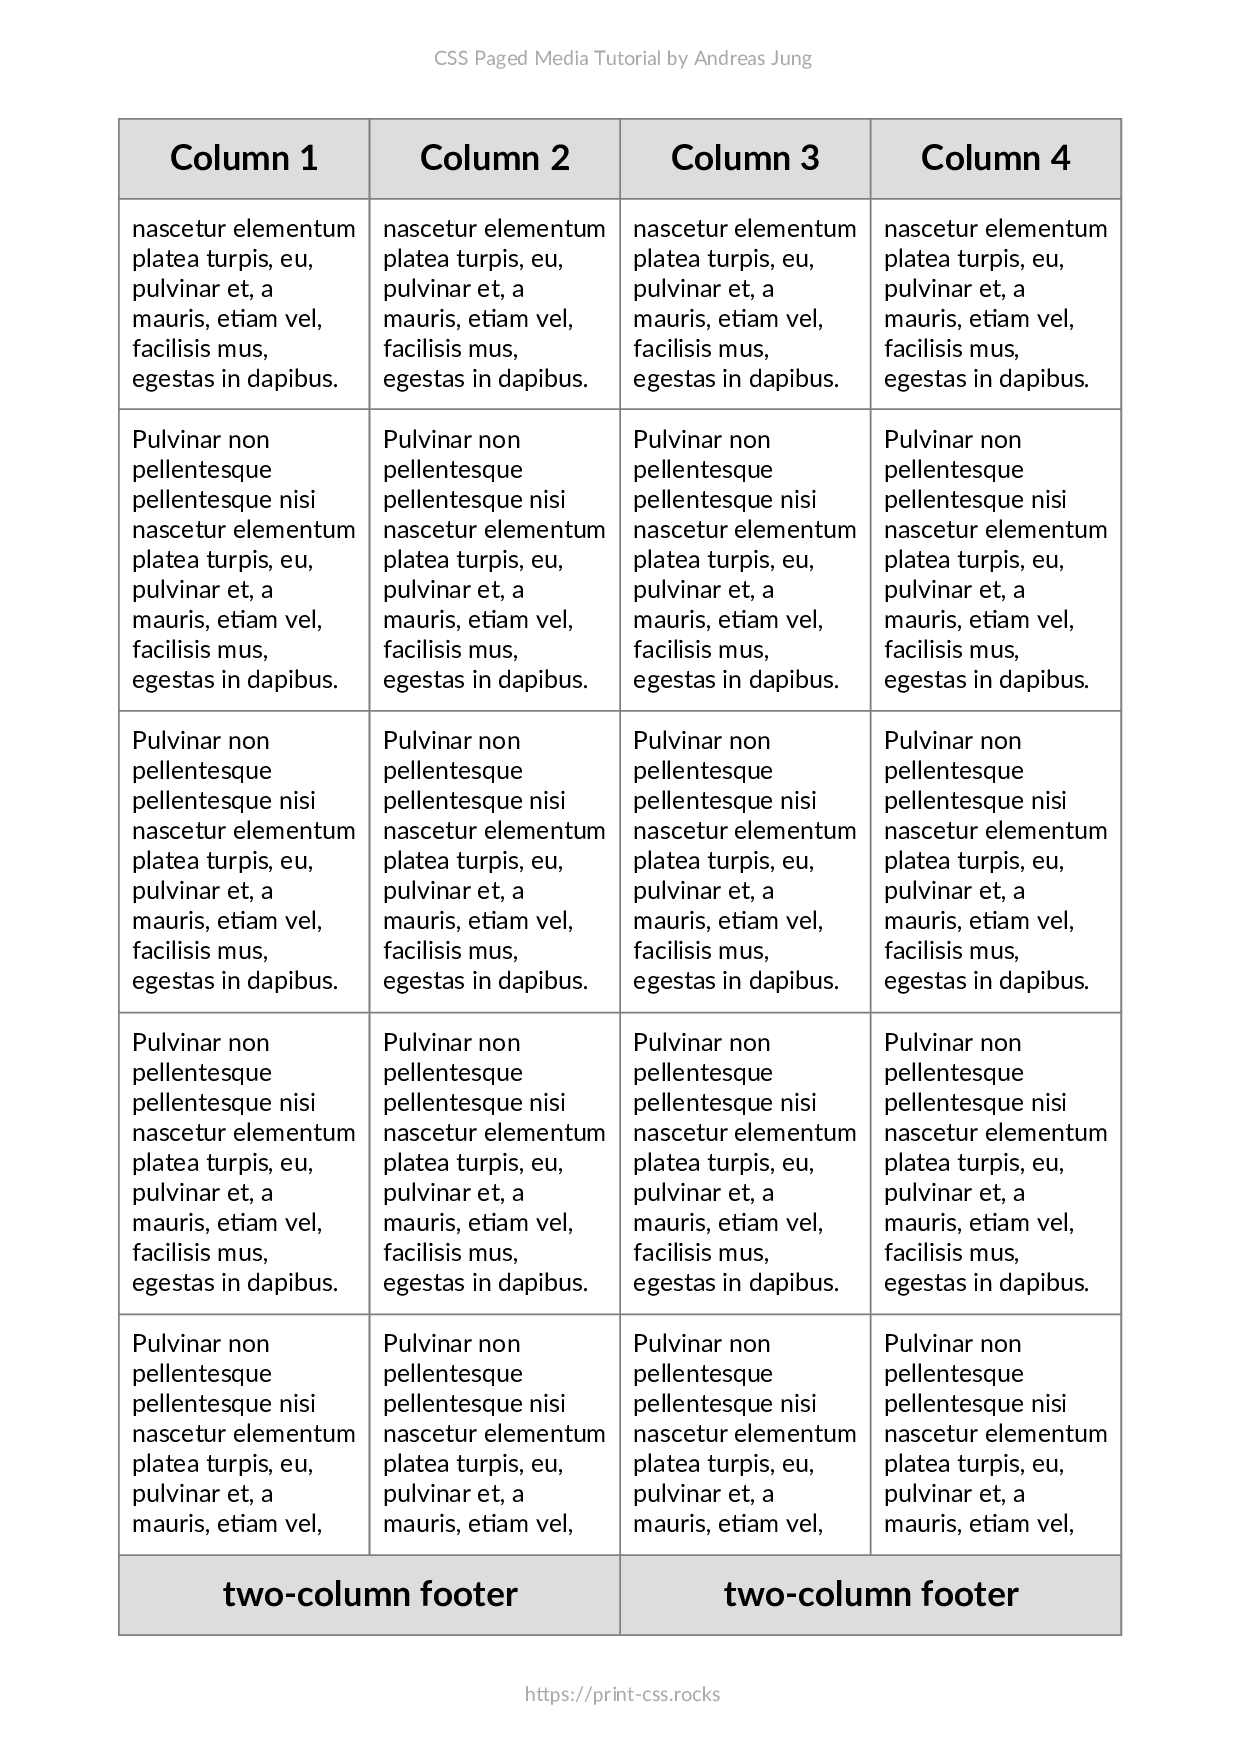 CSS Paged Media Tutorial by Andreas Jung
Column 1 Column 2 Column 3 Column 4
nascetur elementum nascetur elementum nascetur elementum nascetur elementum
platea turpis, eu, platea turpis, eu, platea turpis, eu, platea turpis, eu,
pulvinar et, a pulvinar et, a pulvinar et, a pulvinar et, a
mauris, etiam vel, mauris, etiam vel, mauris, etiam vel, mauris, etiam vel,
facilisis mus, facilisis mus, facilisis mus, facilisis mus,
egestas in dapibus. egestas in dapibus. egestas in dapibus. egestas in dapibus.
Pulvinar non Pulvinar non Pulvinar non Pulvinar non
pellentesque pellentesque pellentesque pellentesque
pellentesque nisi pellentesque nisi pellentesque nisi pellentesque nisi
nascetur elementum nascetur elementum nascetur elementum nascetur elementum
platea turpis, eu, platea turpis, eu, platea turpis, eu, platea turpis, eu,
pulvinar et, a pulvinar et, a pulvinar et, a pulvinar et, a
mauris, etiam vel, mauris, etiam vel, mauris, etiam vel, mauris, etiam vel,
facilisis mus, facilisis mus, facilisis mus, facilisis mus,
egestas in dapibus. egestas in dapibus. egestas in dapibus. egestas in dapibus.
Pulvinar non Pulvinar non Pulvinar non Pulvinar non
pellentesque pellentesque pellentesque pellentesque
pellentesque nisi pellentesque nisi pellentesque nisi pellentesque nisi
nascetur elementum nascetur elementum nascetur elementum nascetur elementum
platea turpis, eu, platea turpis, eu, platea turpis, eu, platea turpis, eu,
pulvinar et, a pulvinar et, a pulvinar et, a pulvinar et, a
mauris, etiam vel, mauris, etiam vel, mauris, etiam vel, mauris, etiam vel,
facilisis mus, facilisis mus, facilisis mus, facilisis mus,
egestas in dapibus. egestas in dapibus. egestas in dapibus. egestas in dapibus.
Pulvinar non Pulvinar non Pulvinar non Pulvinar non
pellentesque pellentesque pellentesque pellentesque
pellentesque nisi pellentesque nisi pellentesque nisi pellentesque nisi
nascetur elementum nascetur elementum nascetur elementum nascetur elementum
platea turpis, eu, platea turpis, eu, platea turpis, eu, platea turpis, eu,
pulvinar et, a pulvinar et, a pulvinar et, a pulvinar et, a
mauris, etiam vel, mauris, etiam vel, mauris, etiam vel, mauris, etiam vel,
facilisis mus, facilisis mus, facilisis mus, facilisis mus,
egestas in dapibus. egestas in dapibus. egestas in dapibus. egestas in dapibus.
Pulvinar non Pulvinar non Pulvinar non Pulvinar non
pellentesque pellentesque pellentesque pellentesque
pellentesque nisi pellentesque nisi pellentesque nisi pellentesque nisi
nascetur elementum nascetur elementum nascetur elementum nascetur elementum
platea turpis, eu, platea turpis, eu, platea turpis, eu, platea turpis, eu,
pulvinar et, a pulvinar et, a pulvinar et, a pulvinar et, a
mauris, etiam vel, mauris, etiam vel, mauris, etiam vel, mauris, etiam vel,
two-column footer two-column footer
https://print-css.rocks